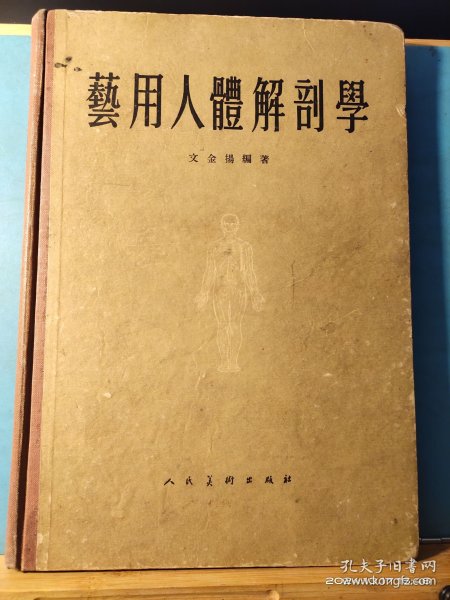 藝用人體解剖學
文金揚編著
人民美術出版社
孔夫子旧书网